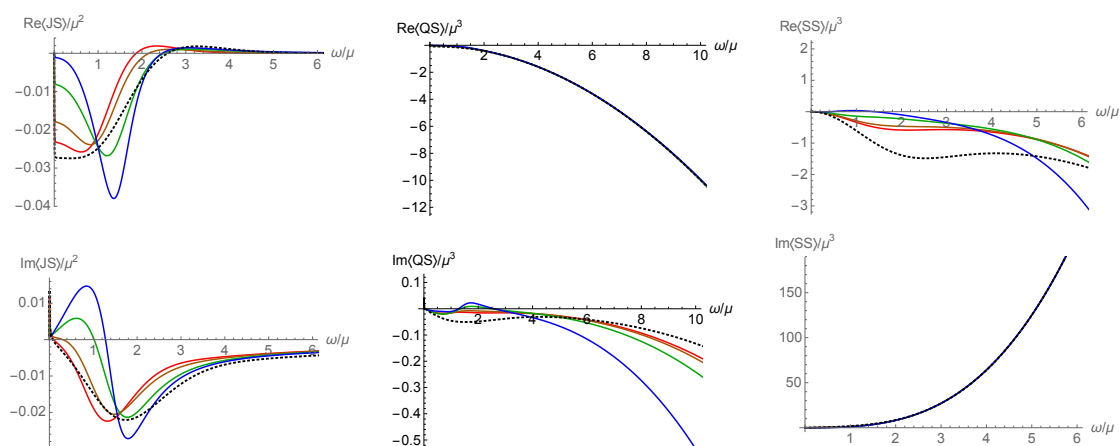 Re⟨JS⟩/μ²
ω/μ
1 2 3 4 5 6
−0.01
−0.02
−0.03
−0.04
Re⟨QS⟩/μ³
ω/μ
2 4 6 8 10
−2
−4
−6
−8
−10
−12
Re⟨SS⟩/μ³
2
1
ω/μ
1 2 3 4 5 6
−1
−2
−3
Im⟨JS⟩/μ²
0.01
ω/μ
1 2 3 4 5 6
−0.01
−0.02
Im⟨QS⟩/μ³
0.1
ω/μ
2 4 6 8 10
−0.1
−0.2
−0.3
−0.4
−0.5
Im⟨SS⟩/μ³
150
100
50
ω/μ
1 2 3 4 5 6